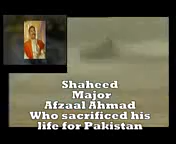 Shaheed
Major
Afzaal Ahmad
Who sacrificed his
life for Pakistan